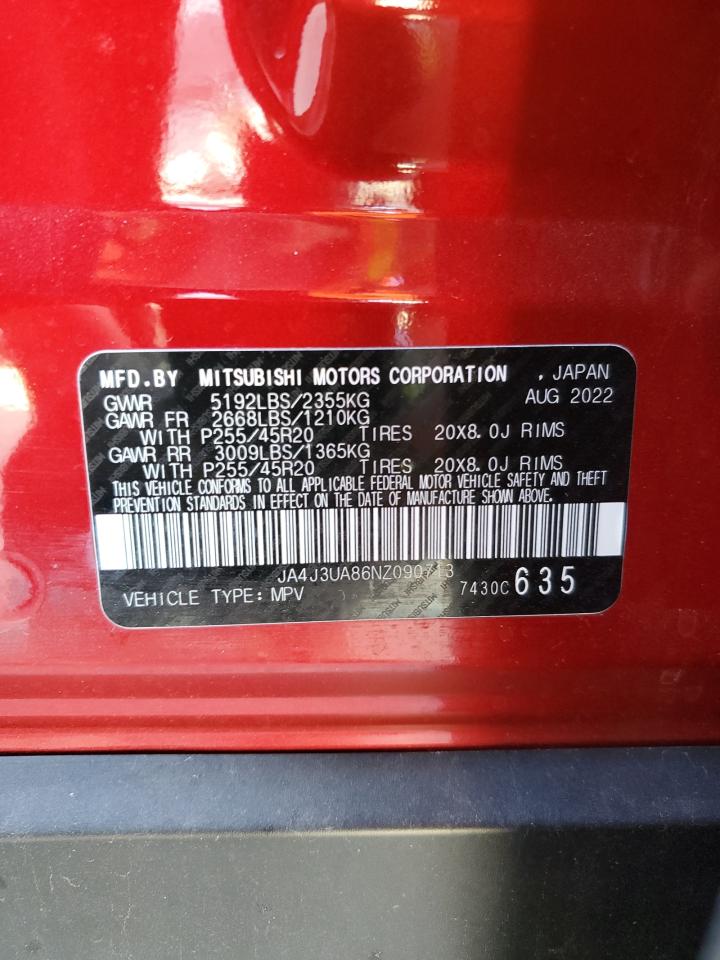 MFD.BY MITSUBISHI MOTORS CORPORATION , JAPAN
GVWR 5192LBS/2355KG AUG 2022
GAWR FR 2668LBS/1210KG
WITH P255/45R20 TIRES 20X8.0J RIMS
GAWR RR 3009LBS/1365KG
WITH P255/45R20 TIRES 20X8.0J RIMS
THIS VEHICLE CONFORMS TO ALL APPLICABLE FEDERAL MOTOR VEHICLE SAFETY AND THEFT
PREVENTION STANDARDS IN EFFECT ON THE DATE OF MANUFACTURE SHOWN ABOVE.
JA4J3UA86NZ090713
VEHICLE TYPE: MPV 7430C 635